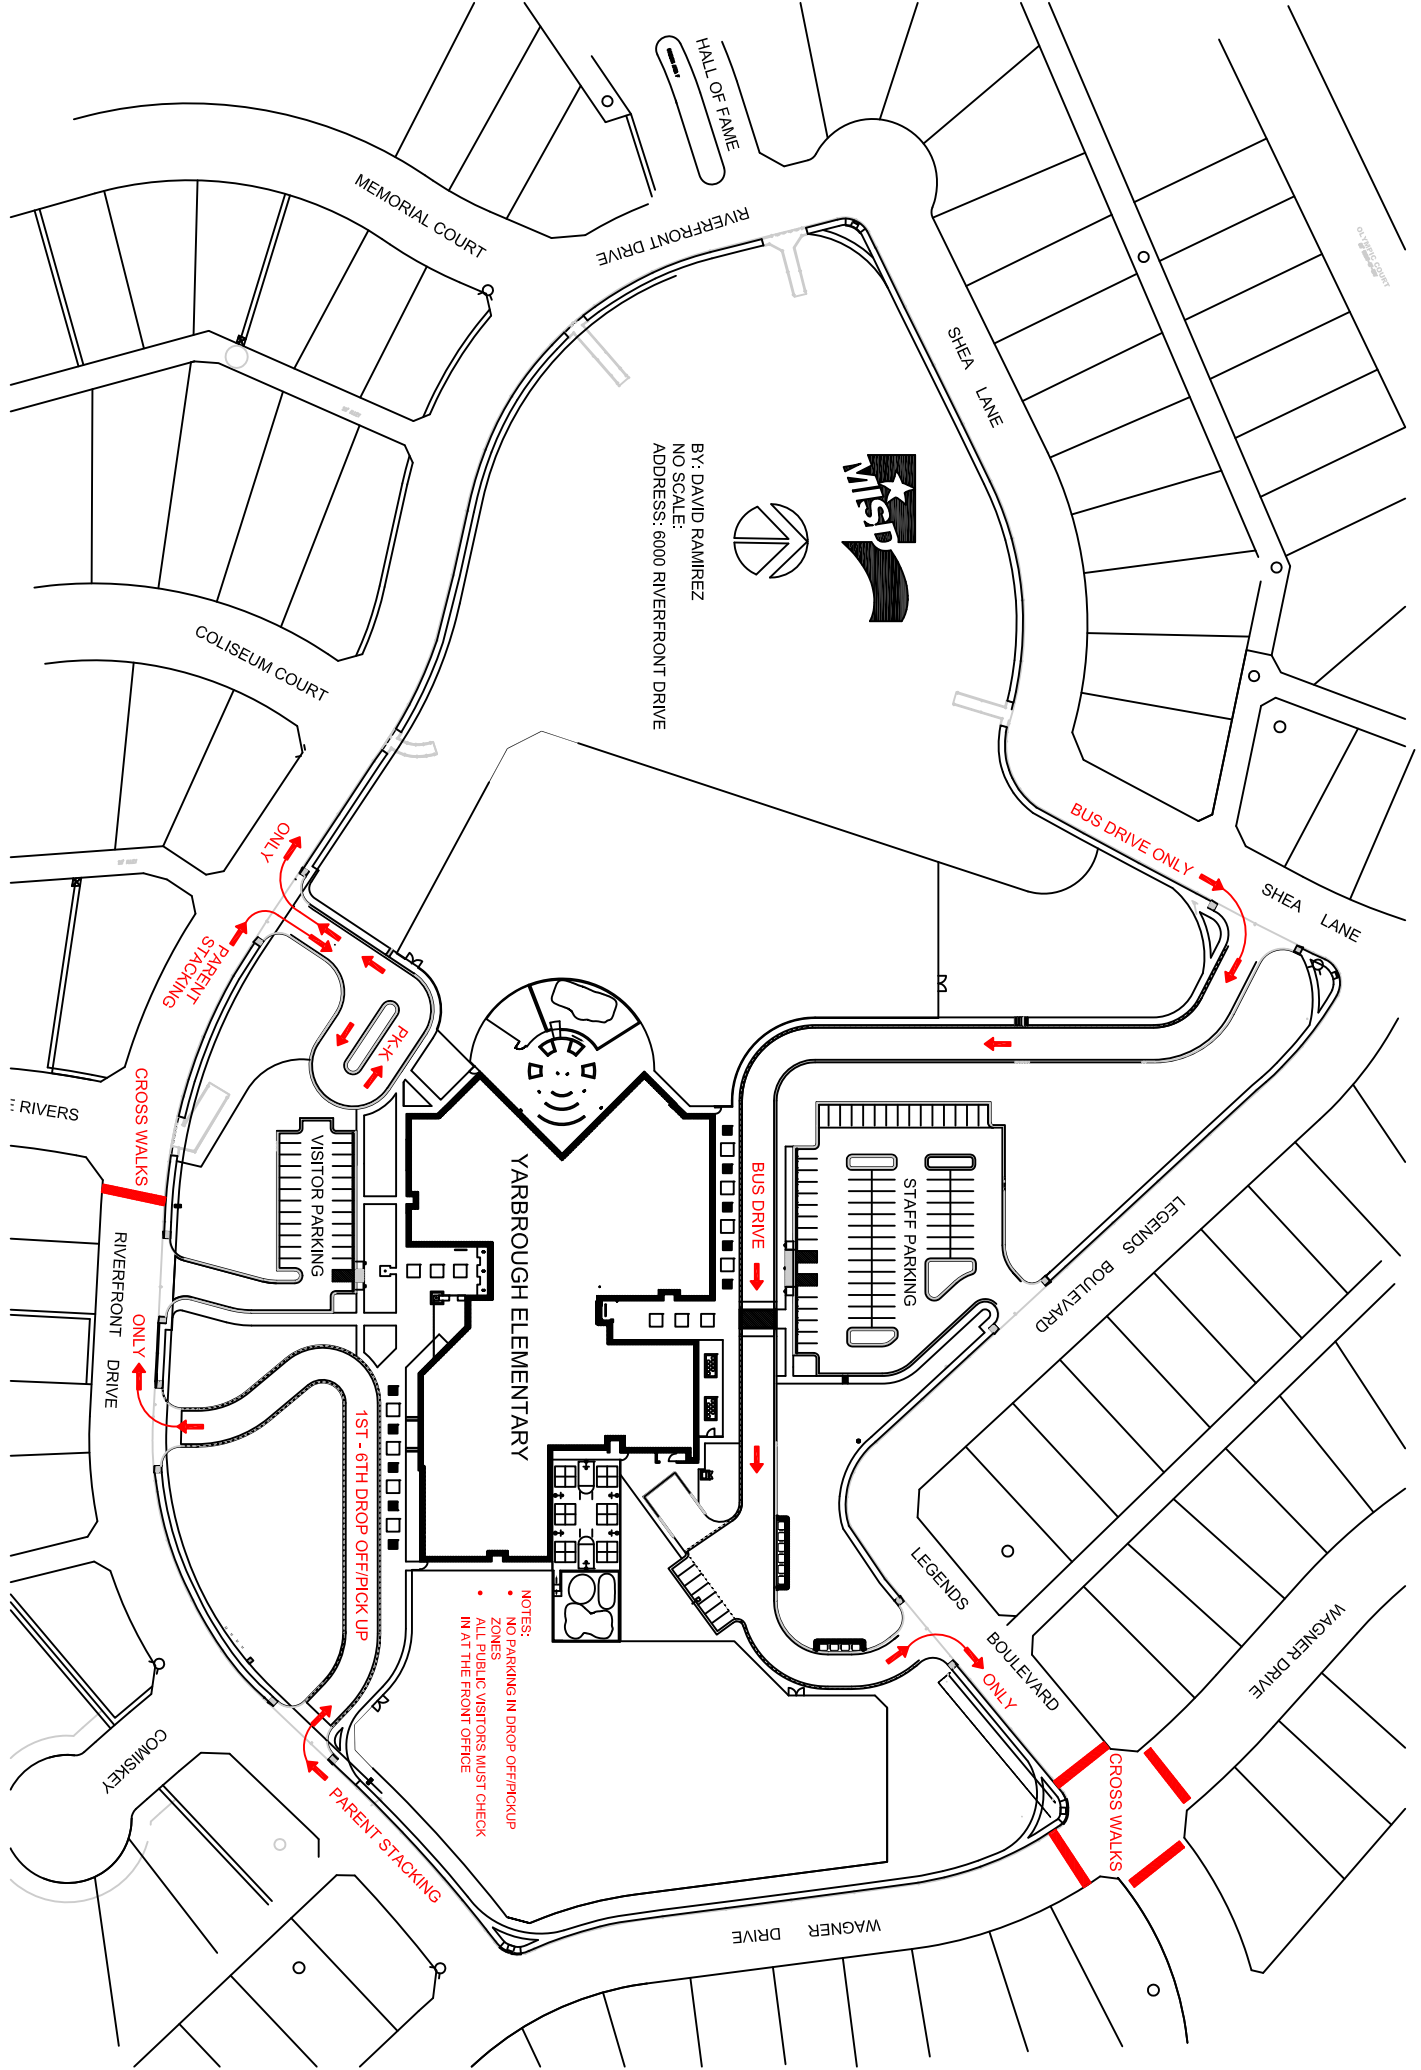 HALL OF FAME
MEMORIAL COURT
RIVERFRONT DRIVE
OLYMPIC COURT
SHEA LANE
MISD
BY: DAVID RAMIREZ
NO SCALE:
ADDRESS: 6000 RIVERFRONT DRIVE
COLISEUM COURT
BUS DRIVE ONLY
SHEA LANE
ONLY
PARENT
STACKING
PK-K
CROSS WALKS
E RIVERS
VISITOR PARKING
YARBROUGH ELEMENTARY
BUS DRIVE
STAFF PARKING
LEGENDS BOULEVARD
RIVERFRONT DRIVE
ONLY
1ST - 6TH DROP OFF/PICK UP
LEGENDS BOULEVARD
ONLY
WAGNER DRIVE
NOTES:
• NO PARKING IN DROP OFF/PICKUP
ZONES
• ALL PUBLIC VISITORS MUST CHECK
IN AT THE FRONT OFFICE
CROSS WALKS
COMISKEY
PARENT STACKING
WAGNER DRIVE